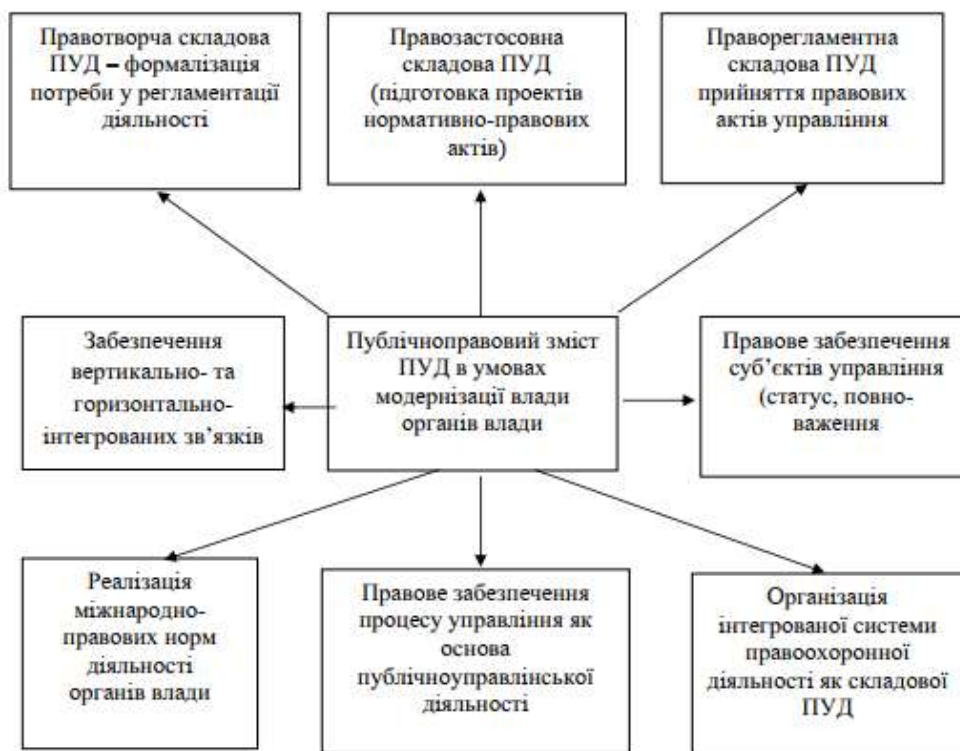 Правотворча складова
ПУД – формалізація
потреби у регламентації
діяльності
Правозастосовна
складова ПУД
(підготовка проектів
нормативно-правових
актів)
Праворегламентна
складова ПУД
прийняття правових
актів управління
Забезпечення
вертикально- та
горизонтально-
інтегрованих зв’язків
Публічноправовий зміст
ПУД в умовах
модернізації влади
органів влади
Правове забезпечення
суб’єктів управління
(статус, повно-
важення
Реалізація
міжнародно-
правових норм
діяльності
органів влади
Правове забезпечення
процесу управління як
основа
публічноуправлінської
діяльності
Організація
інтегрованої системи
правоохоронної
діяльності як складової
ПУД